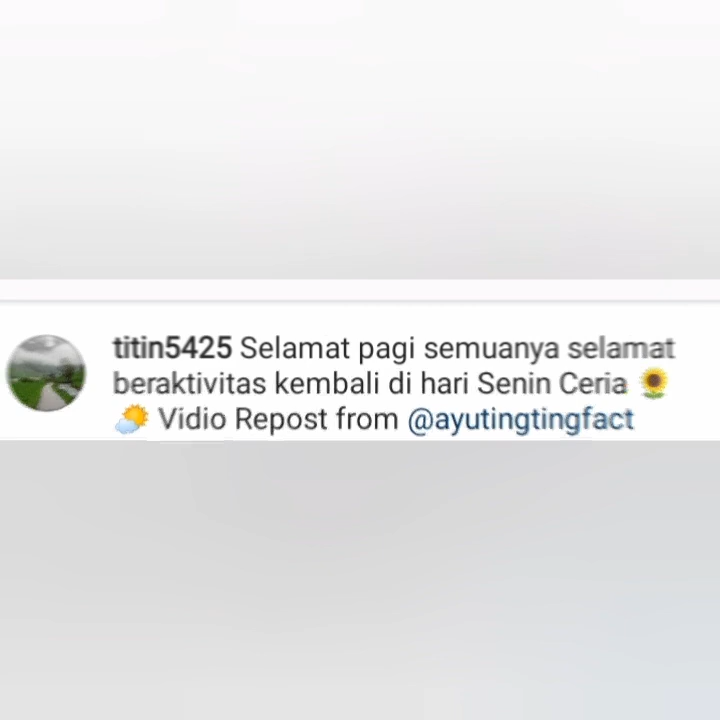 titin5425 Selamat pagi semuanya selamat
beraktivitas kembali di hari Senin Ceria 🌻
🌤️ Vidio Repost from @ayutingtingfact